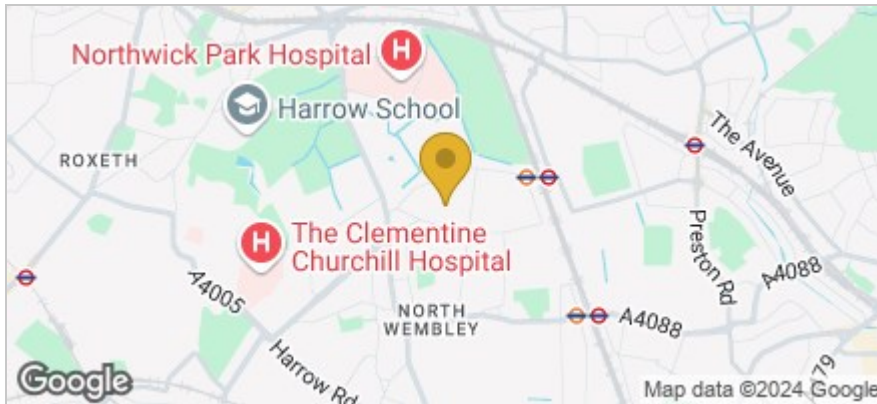 Northwick Park Hospital
H
Harrow School
The Avenue
ROXETH
Preston Rd
H
The Clementine
Churchill Hospital
A4088
A4005
NORTH
WEMBLEY
A4088
Harrow Rd
79
Google
Map data ©2024 Google